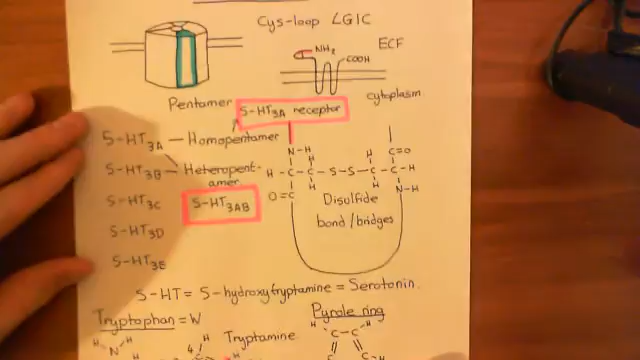 Cys-loop LGIC
NH2
COOH
ECF
cytoplasm
Pentamer
5-HT3A receptor
5-HT3A — Homopentamer
5-HT3B — Heteropent-
amer
5-HT3C
5-HT3AB
5-HT3D
5-HT3E
N-H
H
H-C-C-S-S-C-C-H
H
H
H
C=O
O=C
N-H
Disulfide
bond/bridges
5-HT = 5-hydroxytryptamine = Serotonin.
Tryptophan = W
Pyrole ring
Tryptamine
H
H
N
4
H
H
C-C
H
C-H